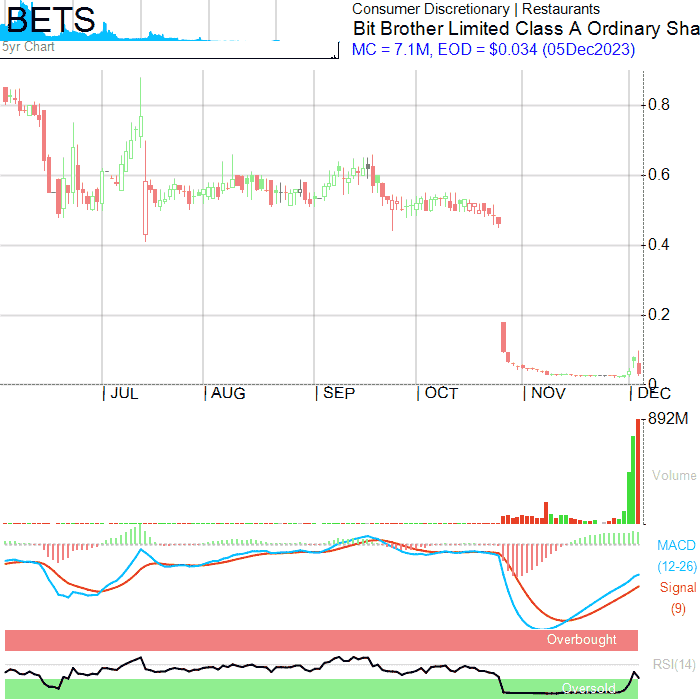 BETS
5yr Chart
Consumer Discretionary | Restaurants
Bit Brother Limited Class A Ordinary Sha
MC = 7.1M, EOD = $0.034 (05Dec2023)
0.8
0.6
0.4
0.2
0
JUL AUG SEP OCT NOV DEC
892M
Volume
MACD
(12-26)
Signal
(9)
Overbought
RSI(14)
Oversold